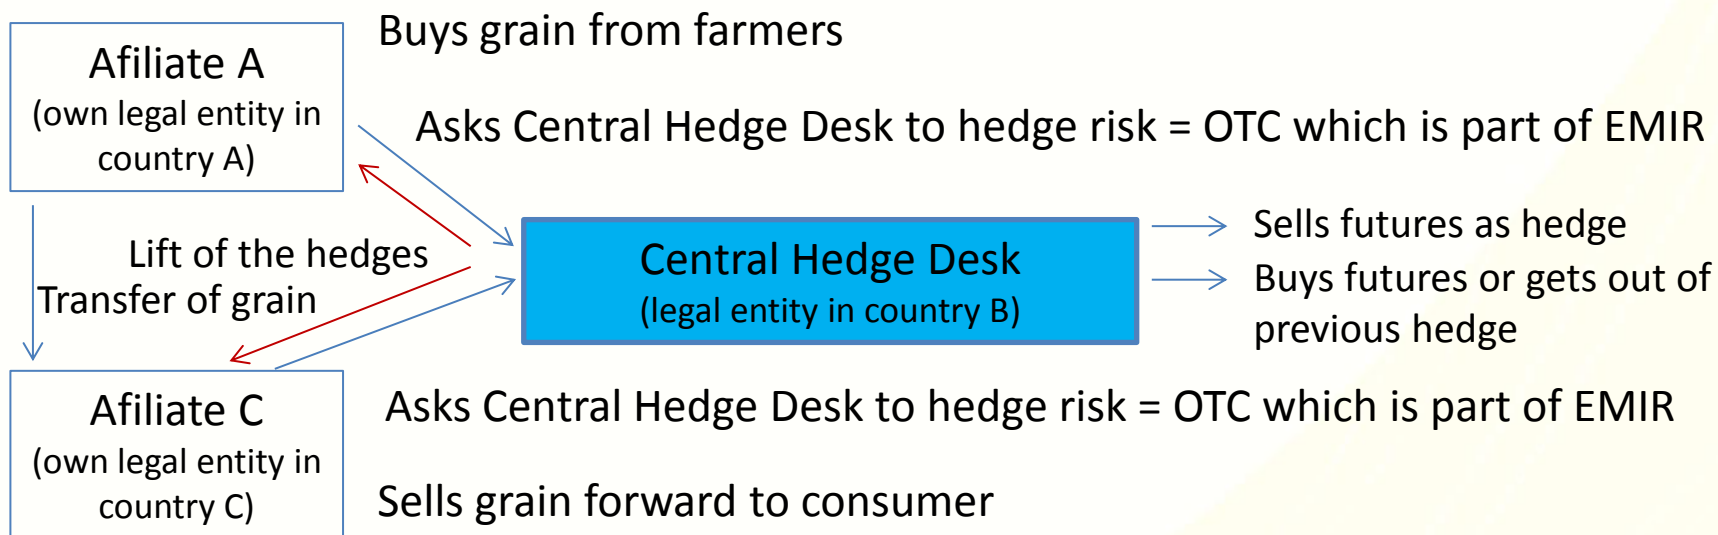 Buys grain from farmers
Afiliate A
(own legal entity in
country A)
Asks Central Hedge Desk to hedge risk = OTC which is part of EMIR
Lift of the hedges
Transfer of grain
Central Hedge Desk
(legal entity in country B)
Sells futures as hedge
Buys futures or gets out of
previous hedge
Afiliate C
(own legal entity in
country C)
Asks Central Hedge Desk to hedge risk = OTC which is part of EMIR
Sells grain forward to consumer